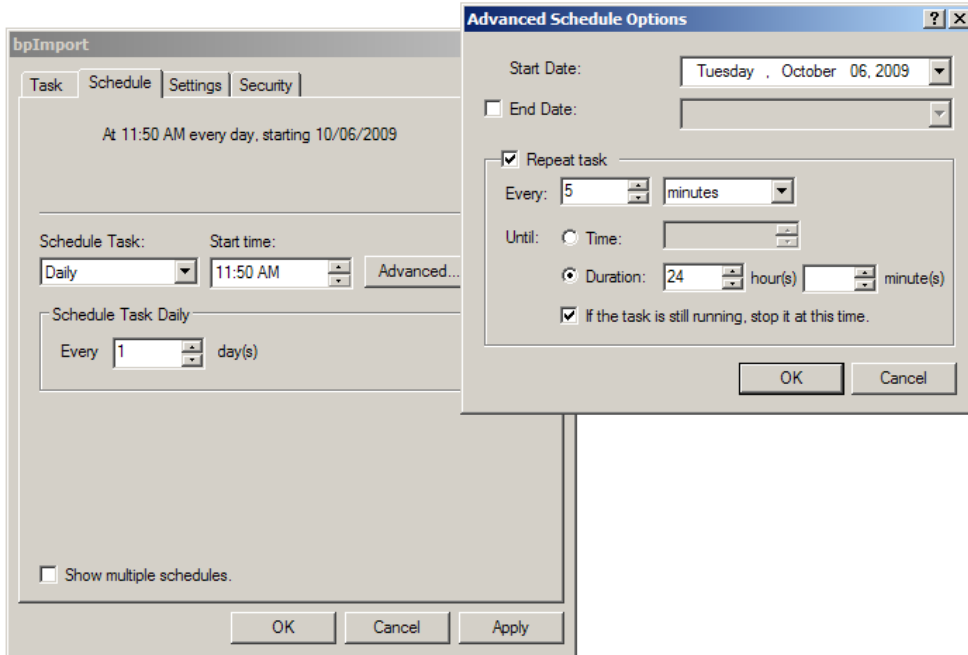 bpImport
Task Schedule Settings Security
At 11:50 AM every day, starting 10/06/2009
Schedule Task: Start time:
Daily 11:50 AM Advanced...
Schedule Task Daily
Every 1 day(s)
Show multiple schedules.
OK Cancel Apply
Advanced Schedule Options ? X
Start Date: Tuesday , October 06, 2009
End Date:
Repeat task
Every: 5 minutes
Until: Time:
Duration: 24 hour(s) minute(s)
If the task is still running, stop it at this time.
OK Cancel